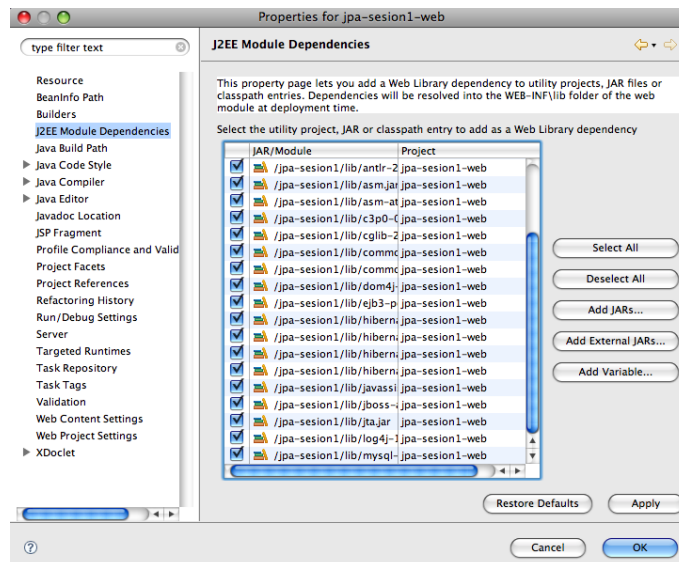 Properties for jpa-sesion1-web
type filter text
J2EE Module Dependencies
Resource
BeanInfo Path
Builders
J2EE Module Dependencies
Java Build Path
Java Code Style
Java Compiler
Java Editor
Javadoc Location
JSP Fragment
Profile Compliance and Valid
Project Facets
Project References
Refactoring History
Run/Debug Settings
Server
Targeted Runtimes
Task Repository
Task Tags
Validation
Web Content Settings
Web Project Settings
XDoclet
This property page lets you add a Web Library dependency to utility projects, JAR files or
classpath entries. Dependencies will be resolved into the WEB-INF\lib folder of the web
module at deployment time.
Select the utility project, JAR or classpath entry to add as a Web Library dependency
JAR/Module Project
/jpa-sesion1/lib/antlr-2 jpa-sesion1-web
/jpa-sesion1/lib/asm.jar jpa-sesion1-web
/jpa-sesion1/lib/asm-at jpa-sesion1-web
/jpa-sesion1/lib/c3p0-0 jpa-sesion1-web
/jpa-sesion1/lib/cglib-2 jpa-sesion1-web
/jpa-sesion1/lib/commo jpa-sesion1-web
/jpa-sesion1/lib/commo jpa-sesion1-web
/jpa-sesion1/lib/dom4j- jpa-sesion1-web
/jpa-sesion1/lib/ejb3-p jpa-sesion1-web
/jpa-sesion1/lib/hiberna jpa-sesion1-web
/jpa-sesion1/lib/hiberna jpa-sesion1-web
/jpa-sesion1/lib/hiberna jpa-sesion1-web
/jpa-sesion1/lib/hiberna jpa-sesion1-web
/jpa-sesion1/lib/javassi jpa-sesion1-web
/jpa-sesion1/lib/jboss-a jpa-sesion1-web
/jpa-sesion1/lib/jta.jar jpa-sesion1-web
/jpa-sesion1/lib/log4j-1 jpa-sesion1-web
/jpa-sesion1/lib/mysql- jpa-sesion1-web
Select All
Deselect All
Add JARs...
Add External JARs...
Add Variable...
Restore Defaults
Apply
?
Cancel
OK